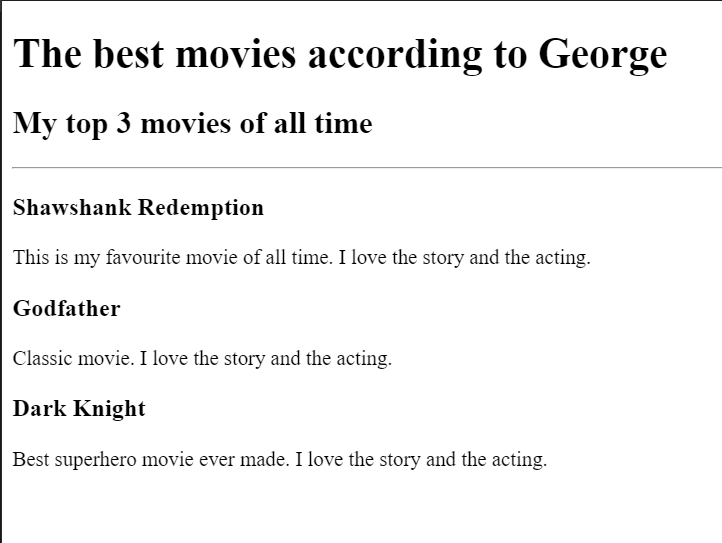 The best movies according to George
My top 3 movies of all time
Shawshank Redemption
This is my favourite movie of all time. I love the story and the acting.
Godfather
Classic movie. I love the story and the acting.
Dark Knight
Best superhero movie ever made. I love the story and the acting.